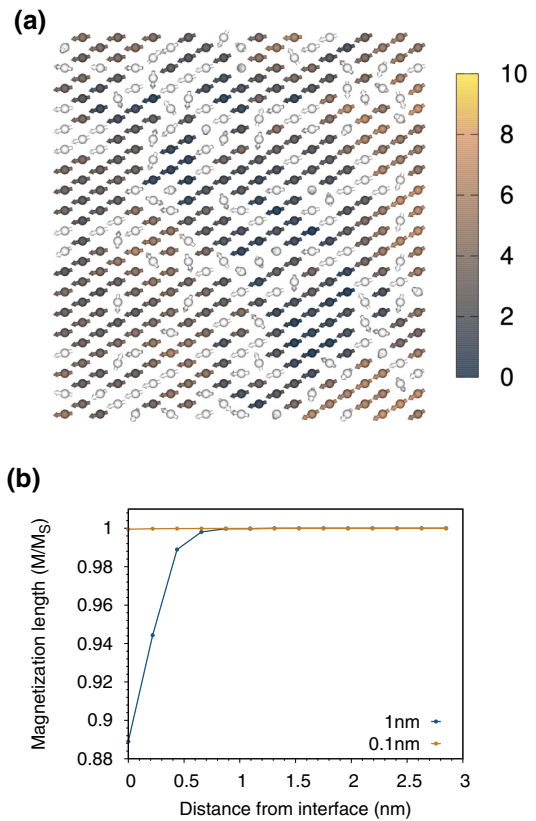 (a)
10
8
6
4
2
0
(b)
Magnetization length (M/MS)
1
0.98
0.96
0.94
0.92
0.9
0.88
1nm
0.1nm
0 0.5 1 1.5 2 2.5 3
Distance from interface (nm)